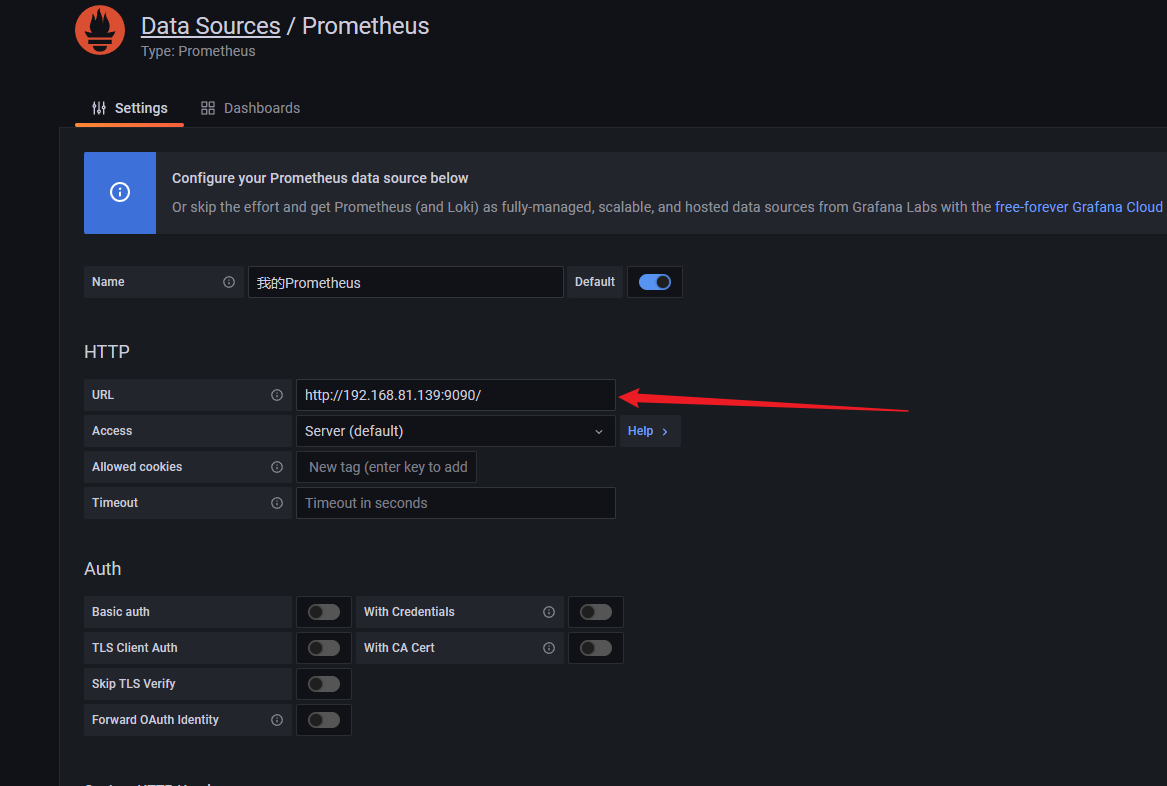 Data Sources / Prometheus
Type: Prometheus
Settings Dashboards
Configure your Prometheus data source below
Or skip the effort and get Prometheus (and Loki) as fully-managed, scalable, and hosted data sources from Grafana Labs with the free-forever Grafana Cloud
Name 我的Prometheus Default
HTTP
URL http://192.168.81.139:9090/
Access Server (default) Help
Allowed cookies New tag (enter key to add
Timeout Timeout in seconds
Auth
Basic auth With Credentials
TLS Client Auth With CA Cert
Skip TLS Verify
Forward OAuth Identity